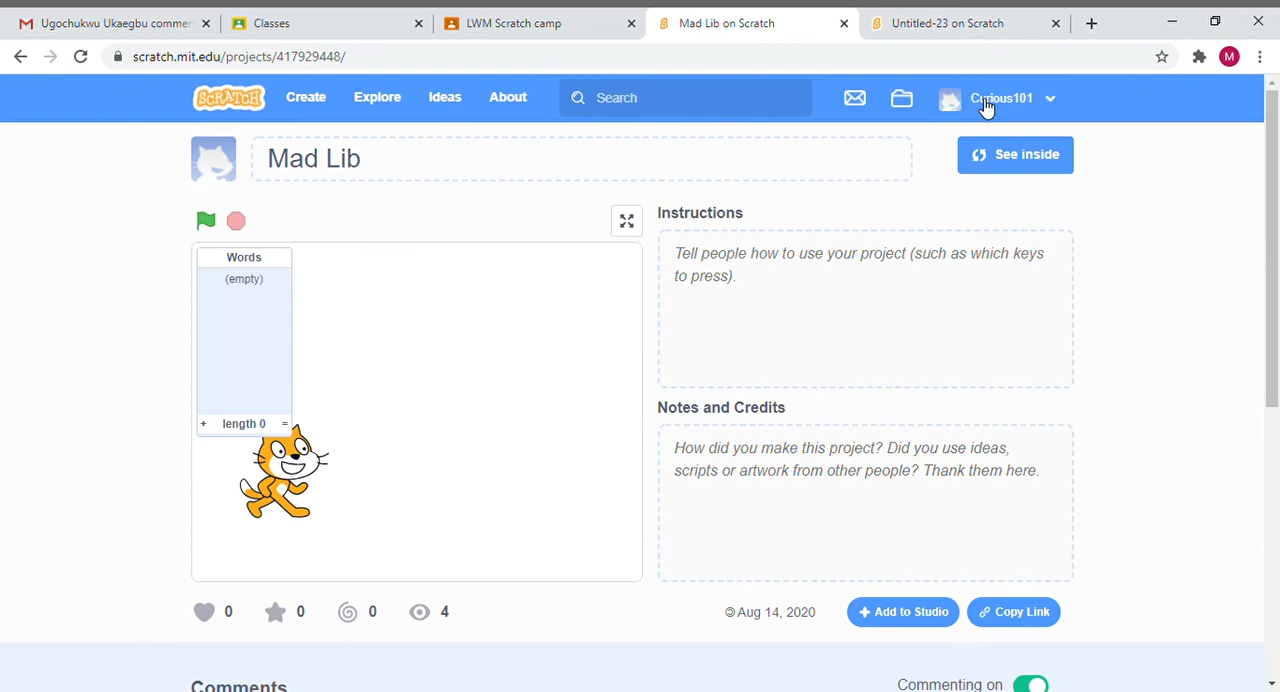 Ugochukwu Ukaegbu commen
Classes
LWM Scratch camp
Mad Lib on Scratch
Untitled-23 on Scratch
scratch.mit.edu/projects/417929448/
M
SCRATCH
Create
Explore
Ideas
About
Search
Curious101
Mad Lib
See inside
Instructions
Words
(empty)
+ length 0 =
Tell people how to use your project (such as which keys
to press).
Notes and Credits
How did you make this project? Did you use ideas,
scripts or artwork from other people? Thank them here.
0
0
0
4
©Aug 14, 2020
+ Add to Studio
Copy Link
Comments
Commenting on